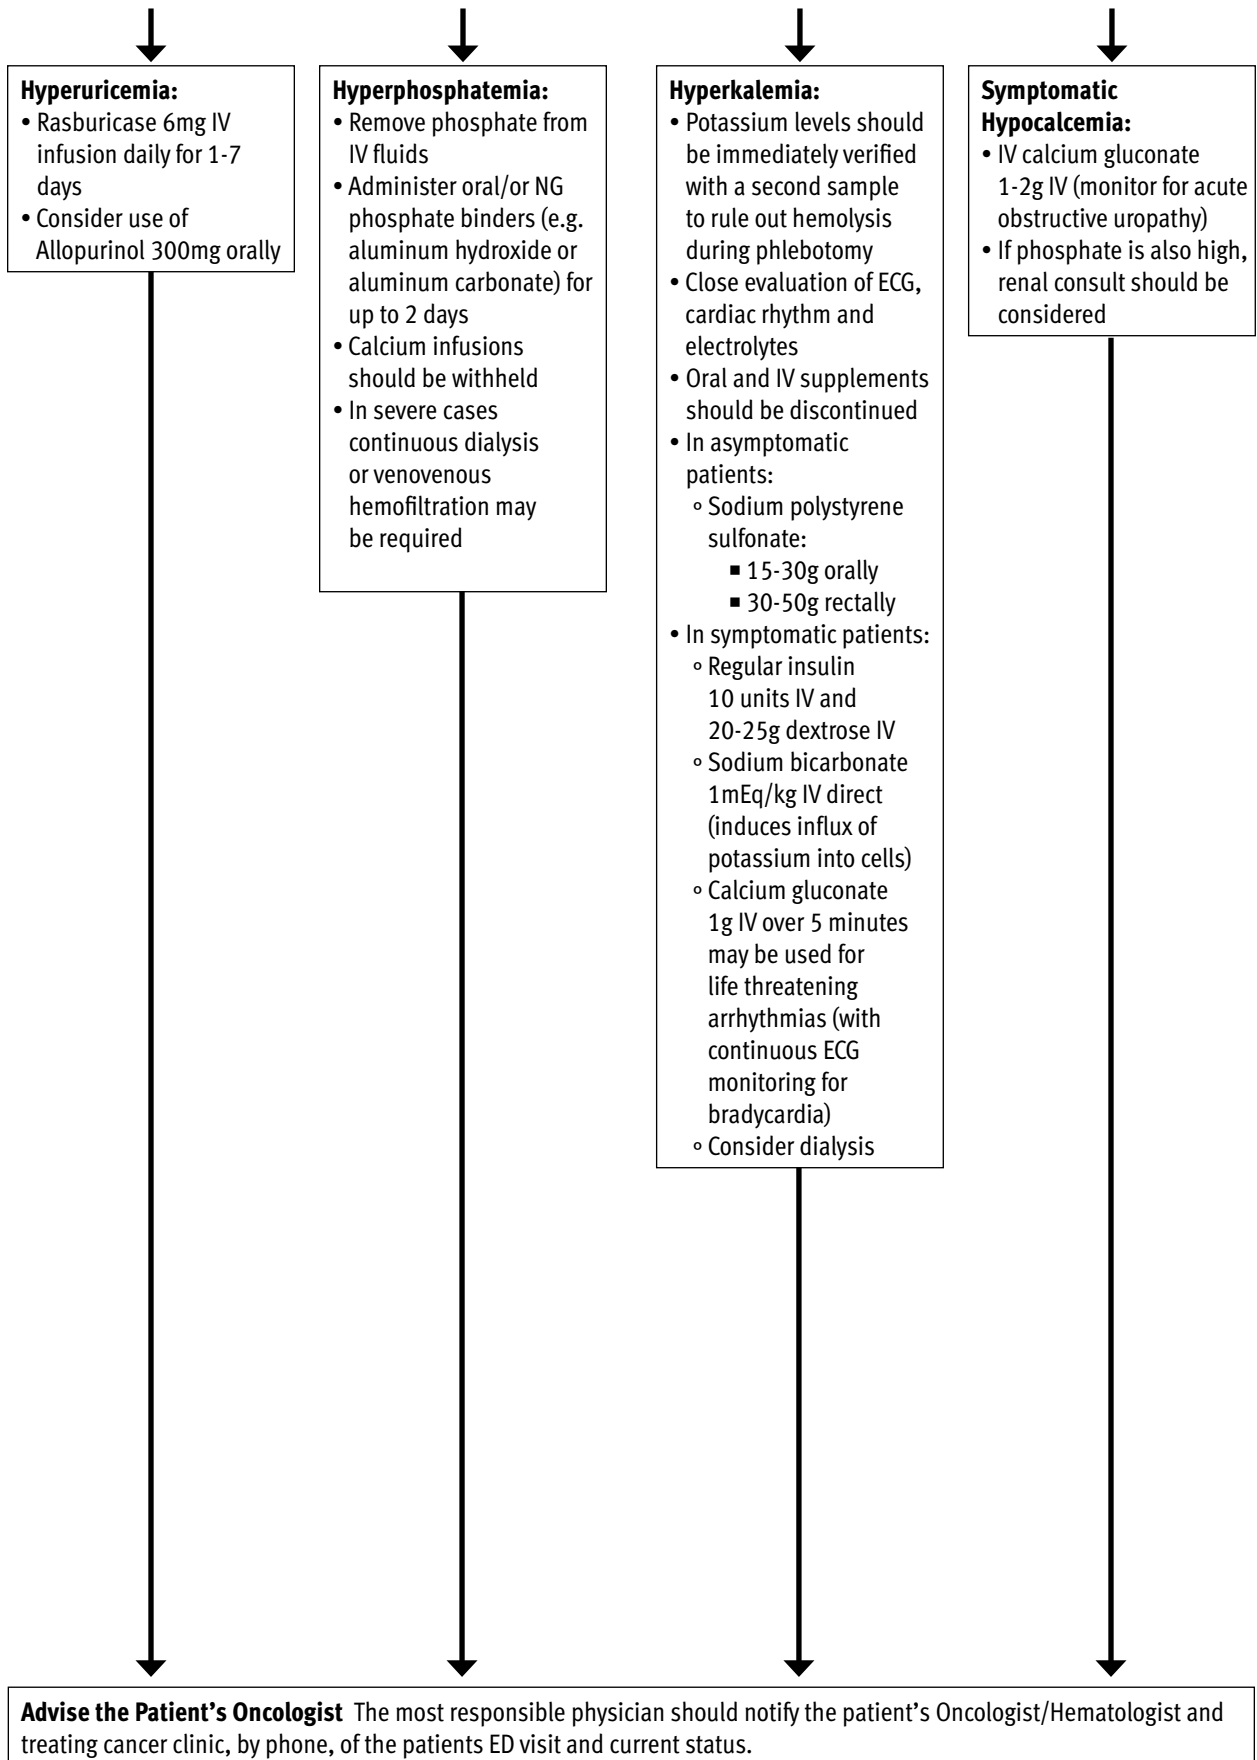 Hyperuricemia:
• Rasburicase 6mg IV
infusion daily for 1-7
days
• Consider use of
Allopurinol 300mg orally
Hyperphosphatemia:
• Remove phosphate from
IV fluids
• Administer oral/or NG
phosphate binders (e.g.
aluminum hydroxide or
aluminum carbonate) for
up to 2 days
• Calcium infusions
should be withheld
• In severe cases
continuous dialysis
or venovenous
hemofiltration may
be required
Hyperkalemia:
• Potassium levels should
be immediately verified
with a second sample
to rule out hemolysis
during phlebotomy
• Close evaluation of ECG,
cardiac rhythm and
electrolytes
• Oral and IV supplements
should be discontinued
• In asymptomatic
patients:
◦ Sodium polystyrene
sulfonate:
▪ 15-30g orally
▪ 30-50g rectally
• In symptomatic patients:
◦ Regular insulin
10 units IV and
20-25g dextrose IV
◦ Sodium bicarbonate
1mEq/kg IV direct
(induces influx of
potassium into cells)
◦ Calcium gluconate
1g IV over 5 minutes
may be used for
life threatening
arrhythmias (with
continuous ECG
monitoring for
bradycardia)
◦ Consider dialysis
Symptomatic
Hypocalcemia:
• IV calcium gluconate
1-2g IV (monitor for acute
obstructive uropathy)
• If phosphate is also high,
renal consult should be
considered
Advise the Patient’s Oncologist The most responsible physician should notify the patient’s Oncologist/Hematologist and
treating cancer clinic, by phone, of the patients ED visit and current status.